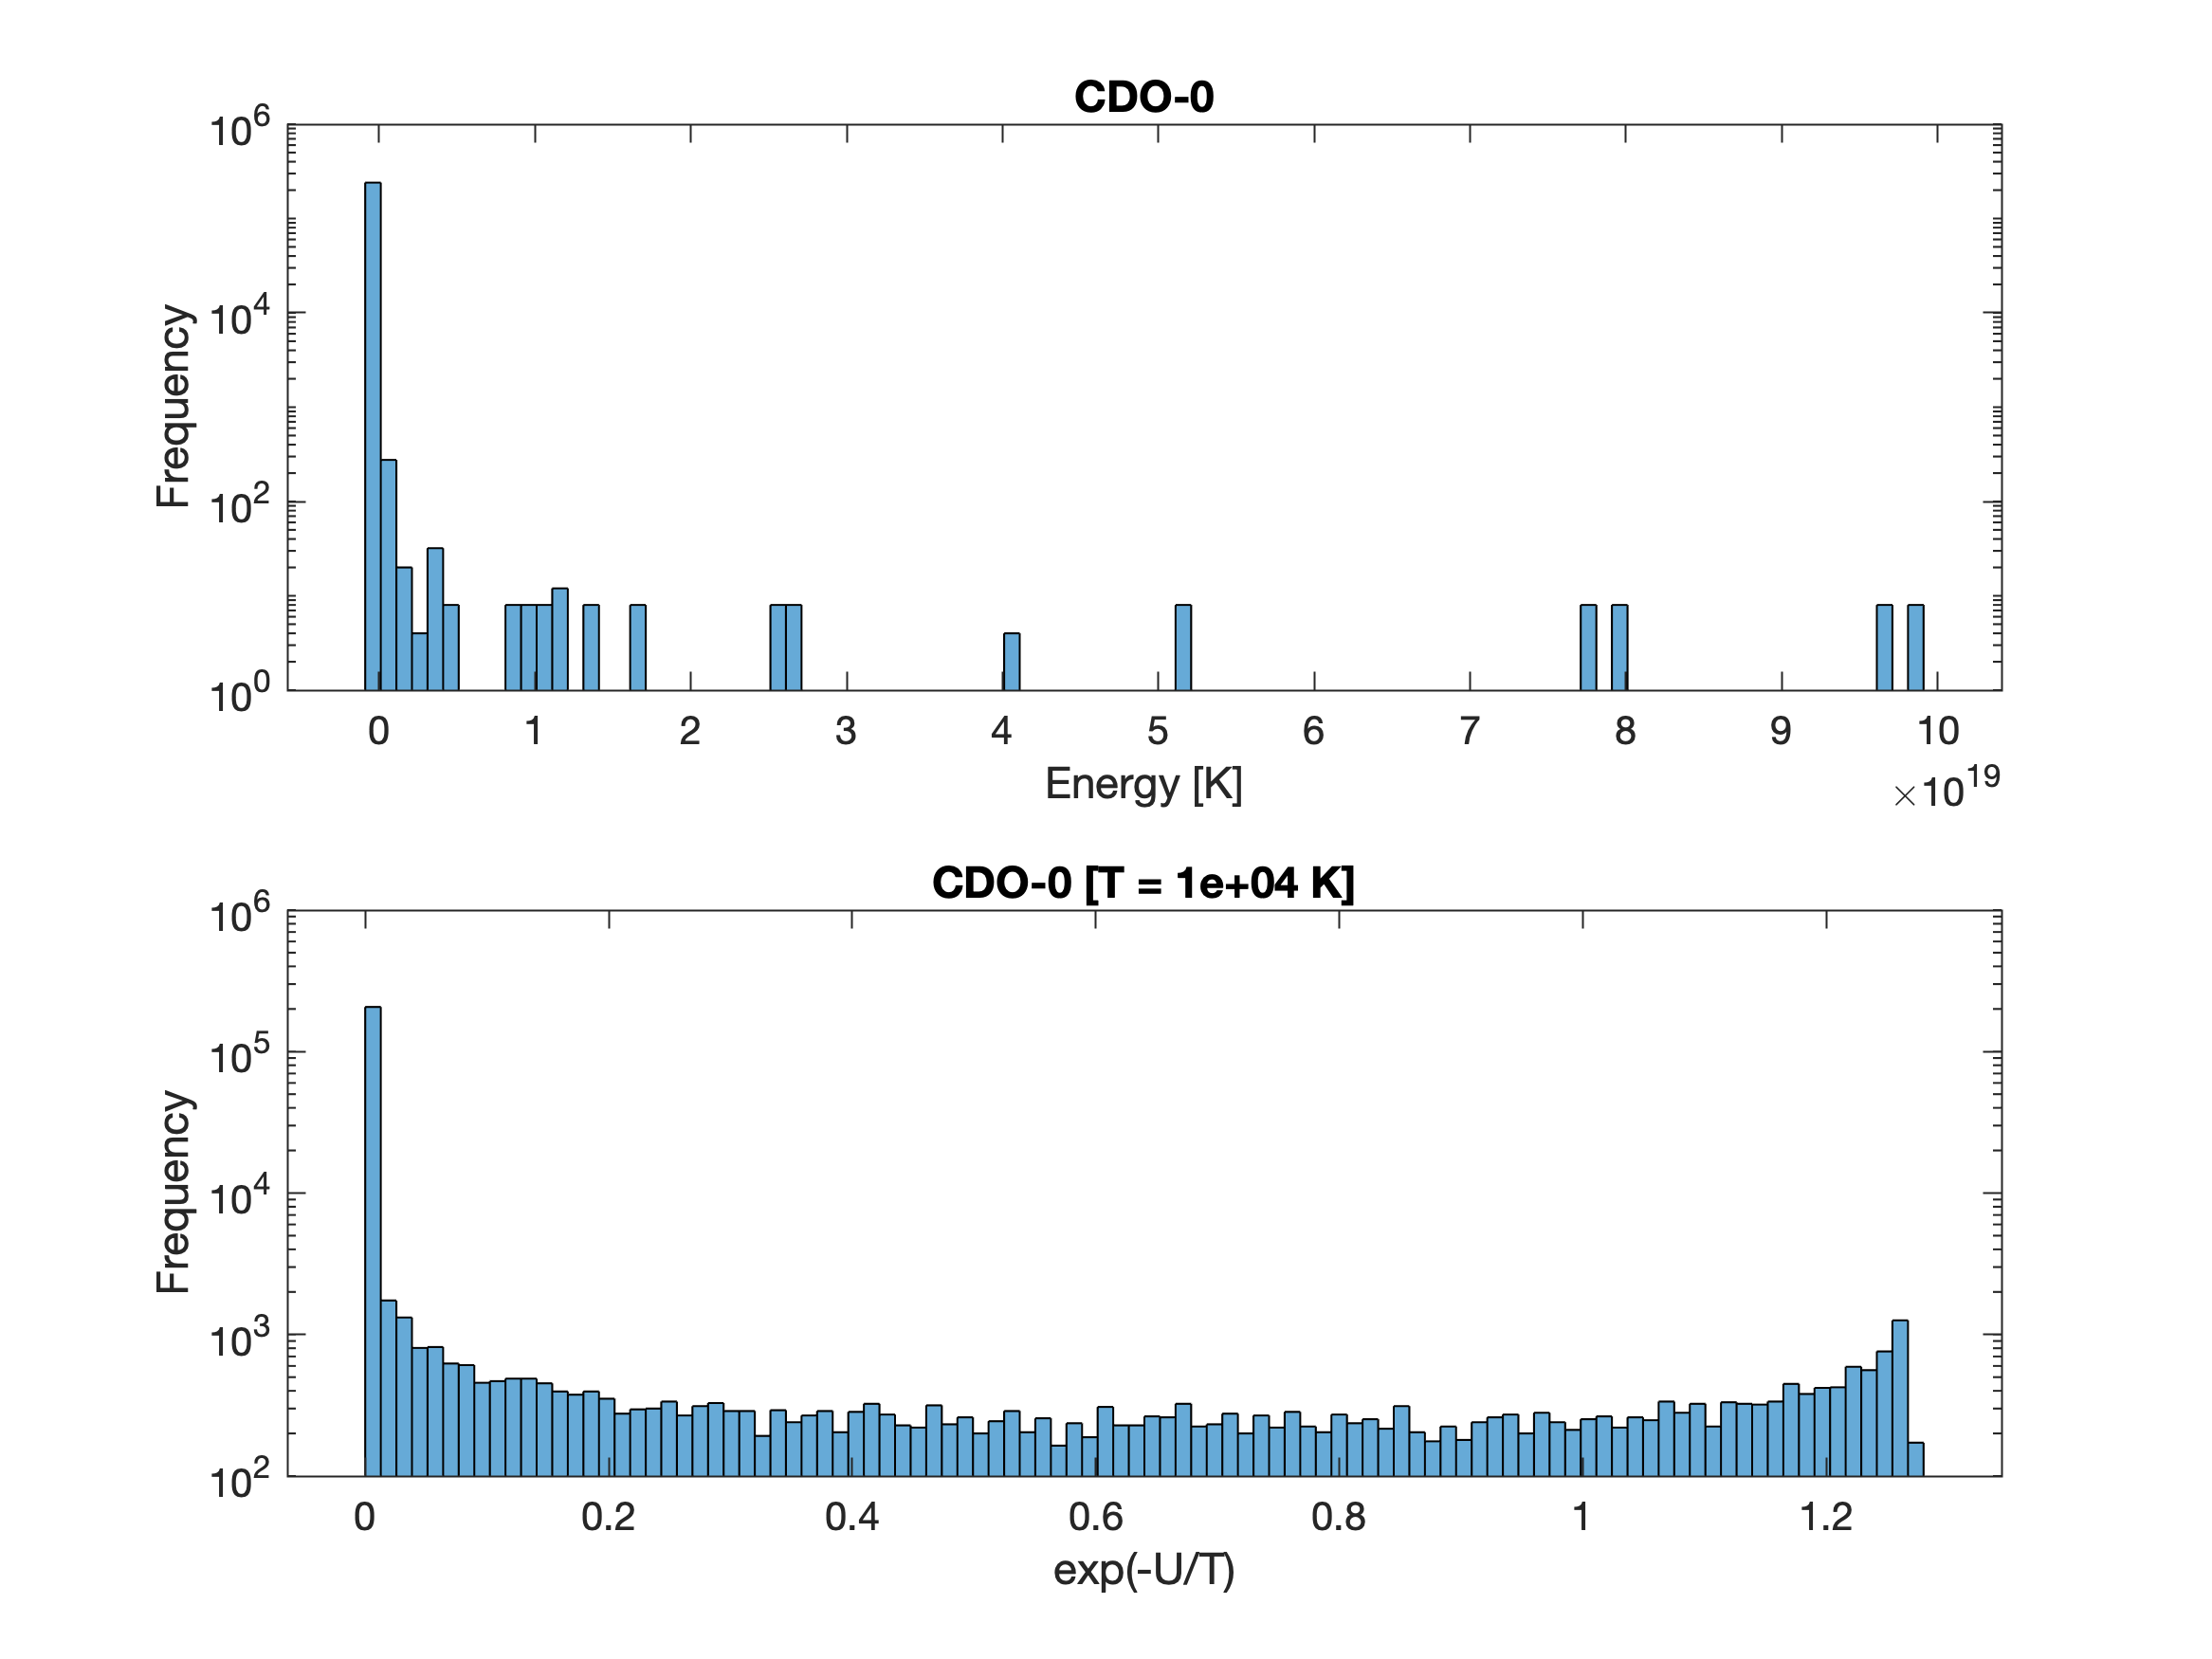 CDO-0
10^6
10^4
10^2
10^0
Frequency
0 1 2 3 4 5 6 7 8 9 10
Energy [K]
×10^19
CDO-0 [T = 1e+04 K]
10^6
10^5
10^4
10^3
10^2
Frequency
0 0.2 0.4 0.6 0.8 1 1.2
exp(-U/T)